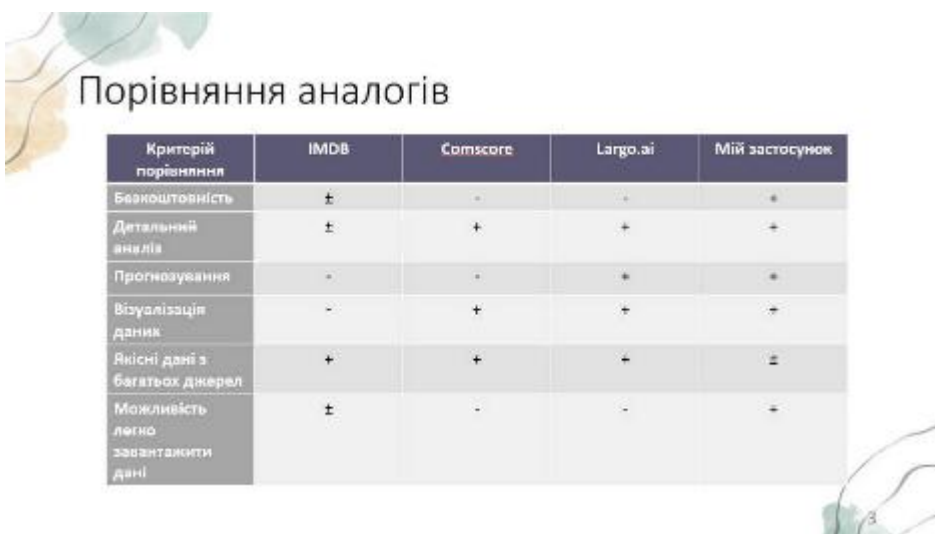 Порівняння аналогів
Критерій порівняння IMDB Comscore Largo.ai Мій застосунок
Безкоштовність ± - - +
Детальний аналіз ± + + +
Прогнозування - - + +
Візуалізація даних - + + +
Якісні дані з багатьох джерел + + + ±
Можливість легко завантажити дані ± - - +
3